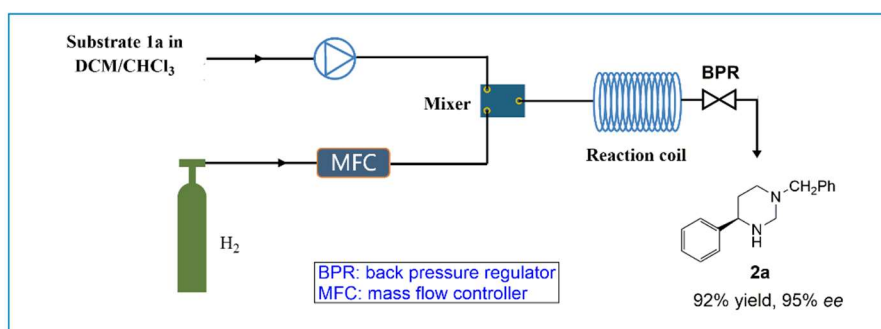 Substrate 1a in
DCM/CHCl₃
Mixer
BPR
Reaction coil
MFC
H₂
CH₂Ph
N
N
H
2a
92% yield, 95% ee
BPR: back pressure regulator
MFC: mass flow controller